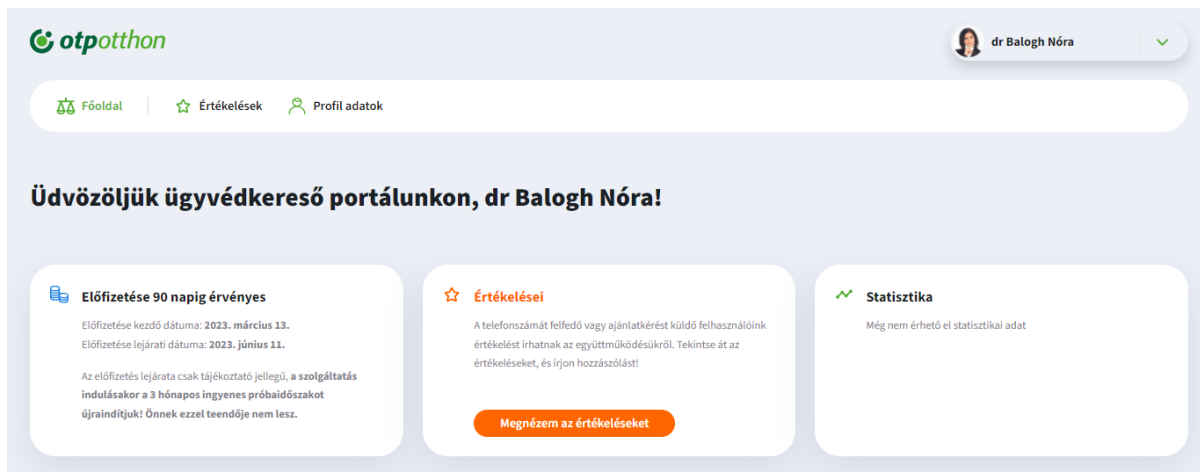 otpotthon
dr Balogh Nóra
Főoldal
Értékelések
Profil adatok
Üdvözöljük ügyvédkereső portálunkon, dr Balogh Nóra!
Előfizetése 90 napig érvényes
Előfizetése kezdő dátuma: 2023. március 13.
Előfizetése lejárati dátuma: 2023. június 11.
Az előfizetés lejárata csak tájékoztató jellegű, a szolgáltatás
indulásakor a 3 hónapos ingyenes próbaidőszakot
újraindítjuk! Önnek ezzel teendője nem lesz.
Értékelései
A telefonszámát felfedő vagy ajánlatkérést küldő felhasználóink
értékelést írhatnak az együttműködésükről. Tekintse át az
értékeléseket, és írjon hozzászólást!
Megnézem az értékeléseket
Statisztika
Még nem érhető el statisztikai adat